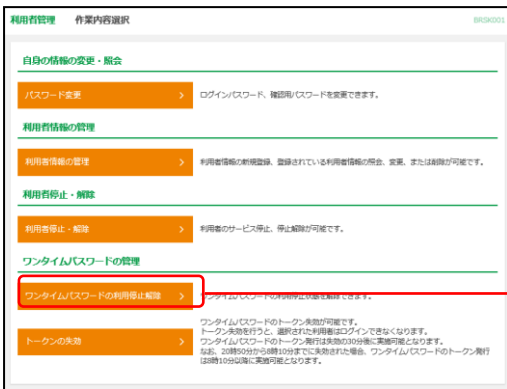 利用者管理 作業内容選択 BRSK001
自身の情報の変更・照会
パスワード変更 > ログインパスワード、確認用パスワードを変更できます。
利用者情報の管理
利用者情報の管理 > 利用者情報の新規登録、登録されている利用者情報の照会、変更、または削除が可能です。
利用者停止・解除
利用者停止・解除 > 利用者のサービス停止、停止解除が可能です。
ワンタイムパスワードの管理
ワンタイムパスワードの利用停止解除 > ワンタイムパスワードの利用停止状態を解除できます。
ワンタイムパスワードのトークン失効が可能です。
トークン失効を行うと、選択された利用者はログインできなくなります。
トークンの失効 > ワンタイムパスワードのトークン発行は失効の30分後に実施可能となります。
なお、20時50分から8時10分までに失効された場合、ワンタイムパスワードのトークン発行
は8時10分以降に実施可能となります。